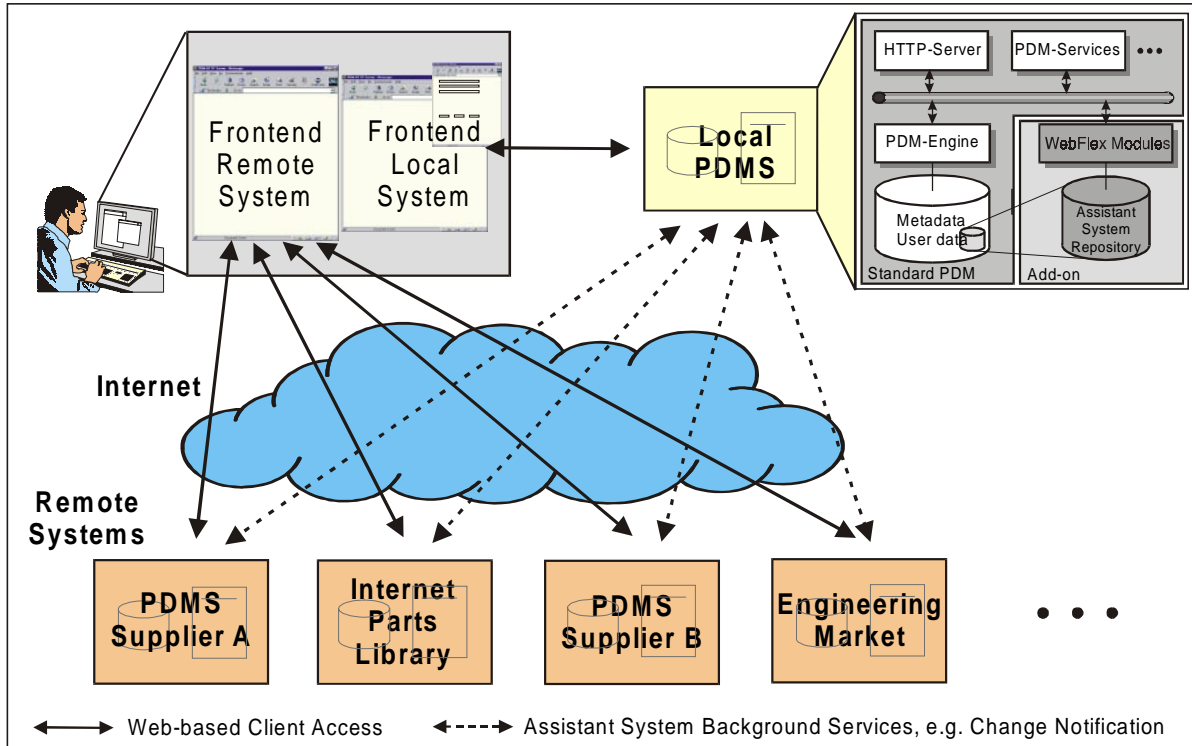 HTTP-Server
PDM-Services
Frontend
Remote
System
Frontend
Local
System
Local
PDMS
PDM-Engine
WebFlex Modules
Metadata
User data
Assistant
System
Repository
Standard PDM
Add-on
Internet
Remote
Systems
PDMS
Supplier A
Internet
Parts
Library
PDMS
Supplier B
Engineering
Market
Web-based Client Access
Assistant System Background Services, e.g. Change Notification